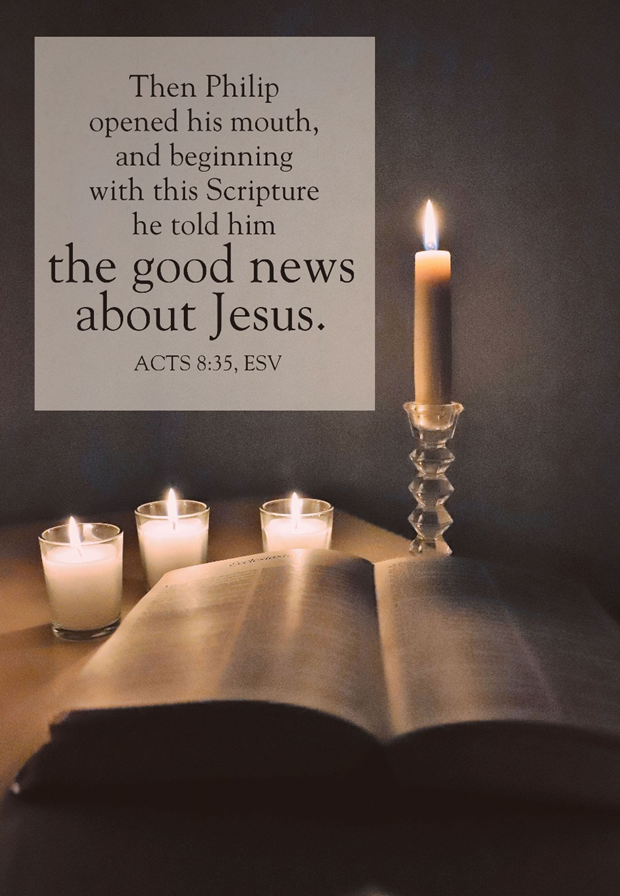 Then Philip
opened his mouth,
and beginning
with this Scripture
he told him
the good news
about Jesus.
ACTS 8:35, ESV